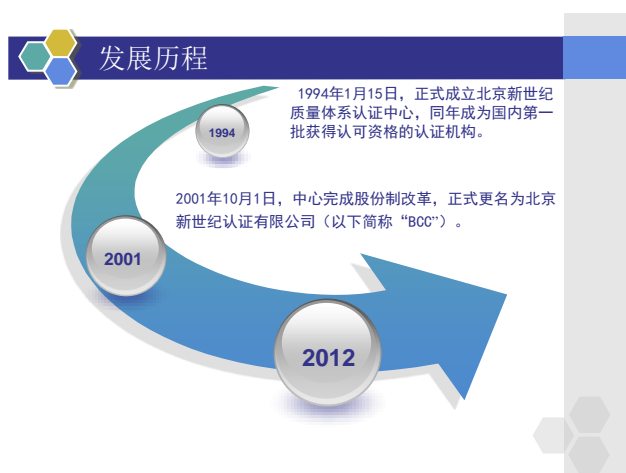 发展历程
1994年1月15日，正式成立北京新世纪
质量体系认证中心，同年成为国内第一
批获得认可资格的认证机构。
1994
2001年10月1日，中心完成股份制改革，正式更名为北京
新世纪认证有限公司（以下简称“BCC”）。
2001
2012